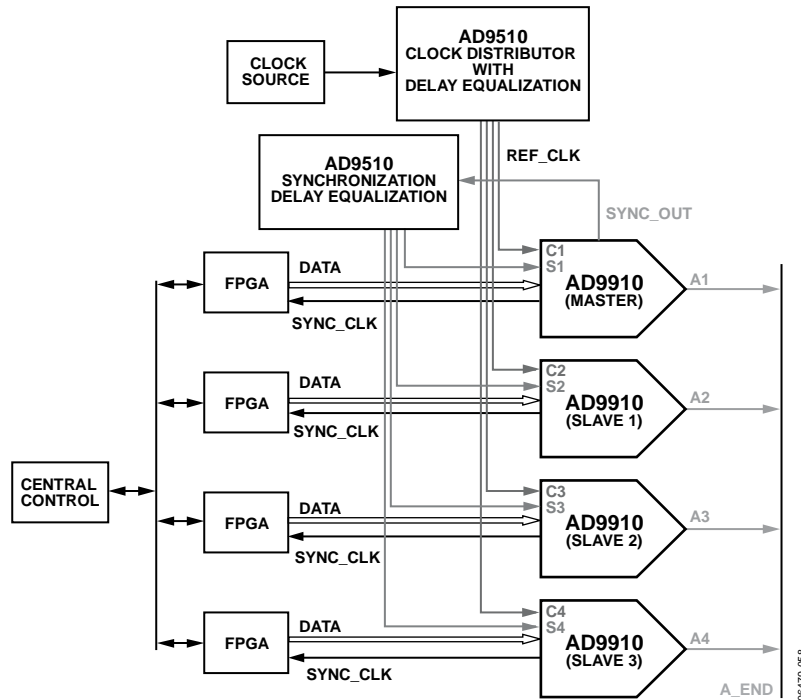 AD9510
CLOCK DISTRIBUTOR
WITH
DELAY EQUALIZATION
CLOCK
SOURCE
REF_CLK
AD9510
SYNCHRONIZATION
DELAY EQUALIZATION
SYNC_OUT
FPGA
DATA
SYNC_CLK
C1
S1
AD9910
(MASTER)
A1
FPGA
DATA
SYNC_CLK
C2
S2
AD9910
(SLAVE 1)
A2
CENTRAL
CONTROL
FPGA
DATA
SYNC_CLK
C3
S3
AD9910
(SLAVE 2)
A3
FPGA
DATA
SYNC_CLK
C4
S4
AD9910
(SLAVE 3)
A4
A_END